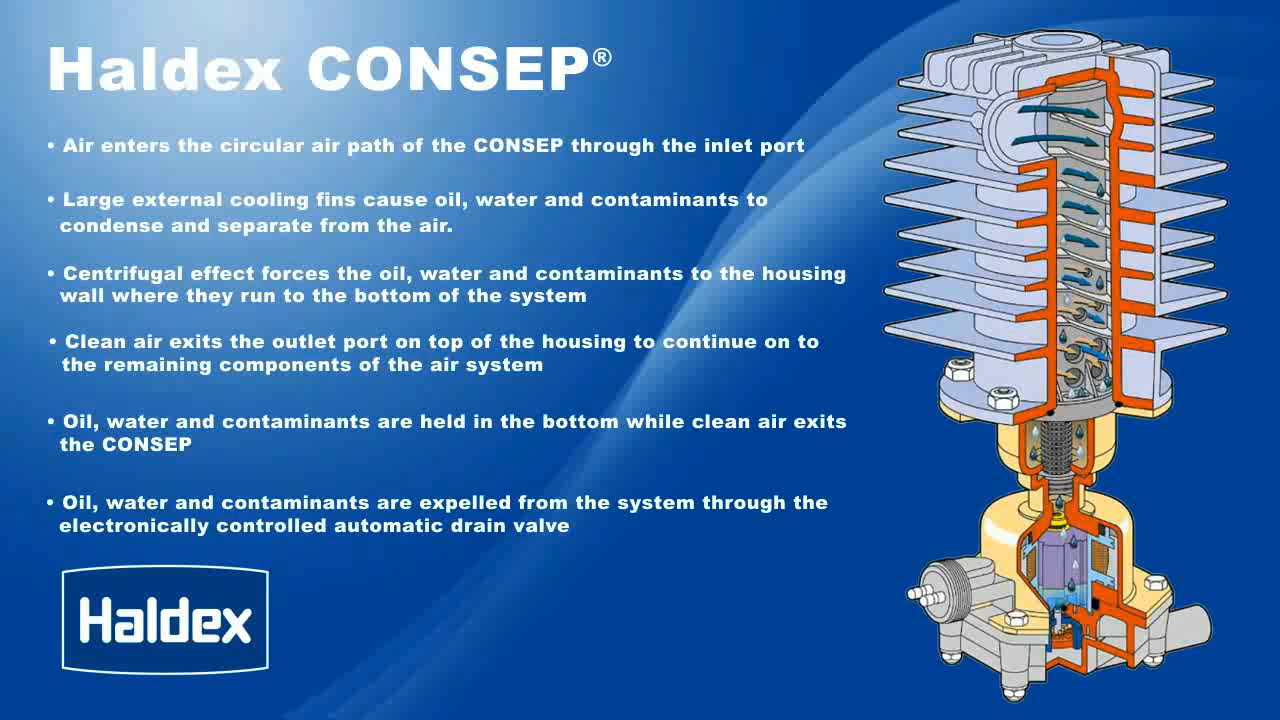 Haldex CONSEP®
• Air enters the circular air path of the CONSEP through the inlet port
• Large external cooling fins cause oil, water and contaminants to
condense and separate from the air.
• Centrifugal effect forces the oil, water and contaminants to the housing
wall where they run to the bottom of the system
• Clean air exits the outlet port on top of the housing to continue on to
the remaining components of the air system
• Oil, water and contaminants are held in the bottom while clean air exits
the CONSEP
• Oil, water and contaminants are expelled from the system through the
electronically controlled automatic drain valve
Haldex